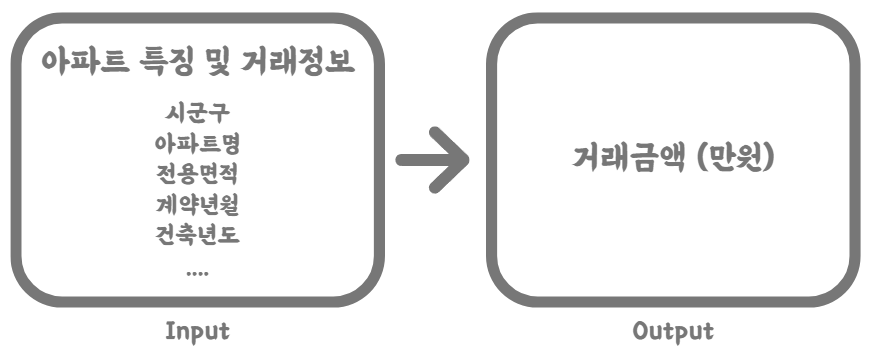 아파트 특징 및 거래정보
시군구
아파트명
전용면적
계약년월
건축년도
....
Input
거래금액 (만원)
Output